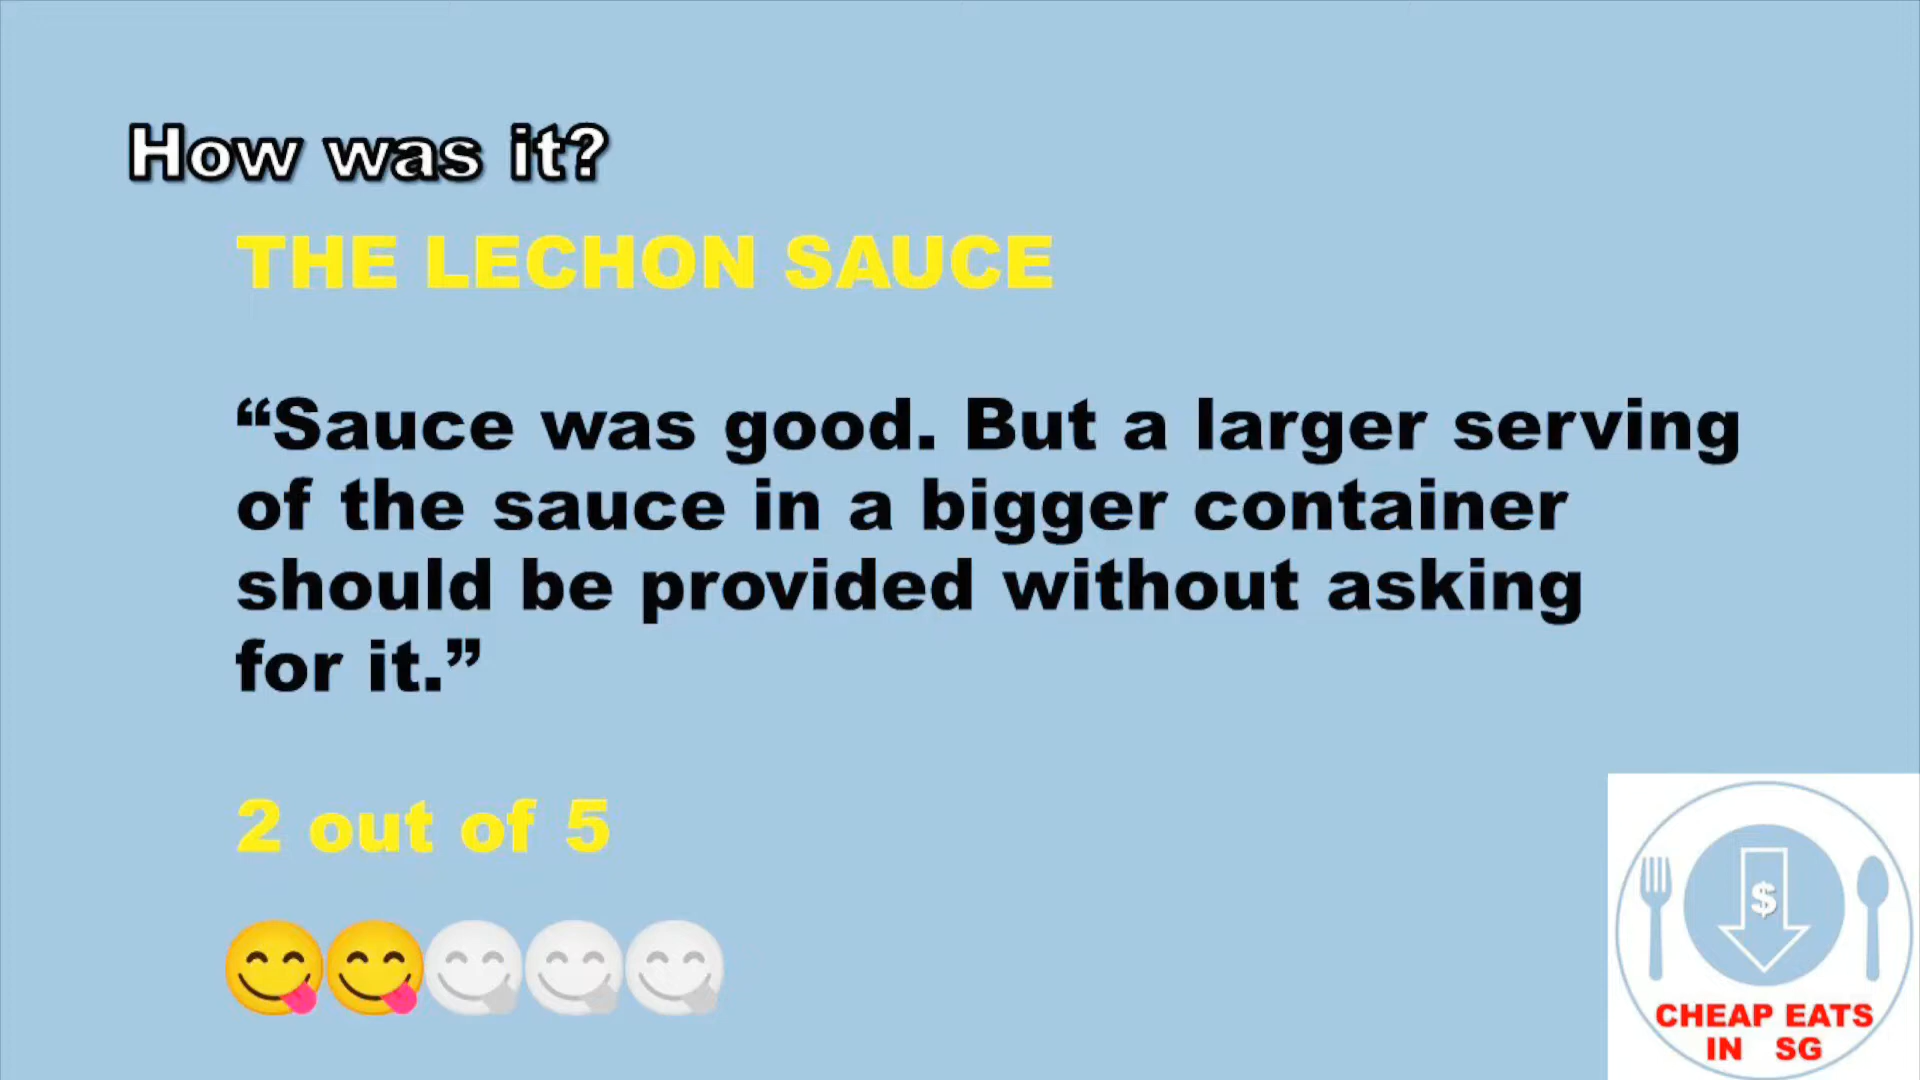 How was it?
THE LECHON SAUCE
“Sauce was good. But a larger serving
of the sauce in a bigger container
should be provided without asking
for it.”
2 out of 5
$
CHEAP EATS
IN SG